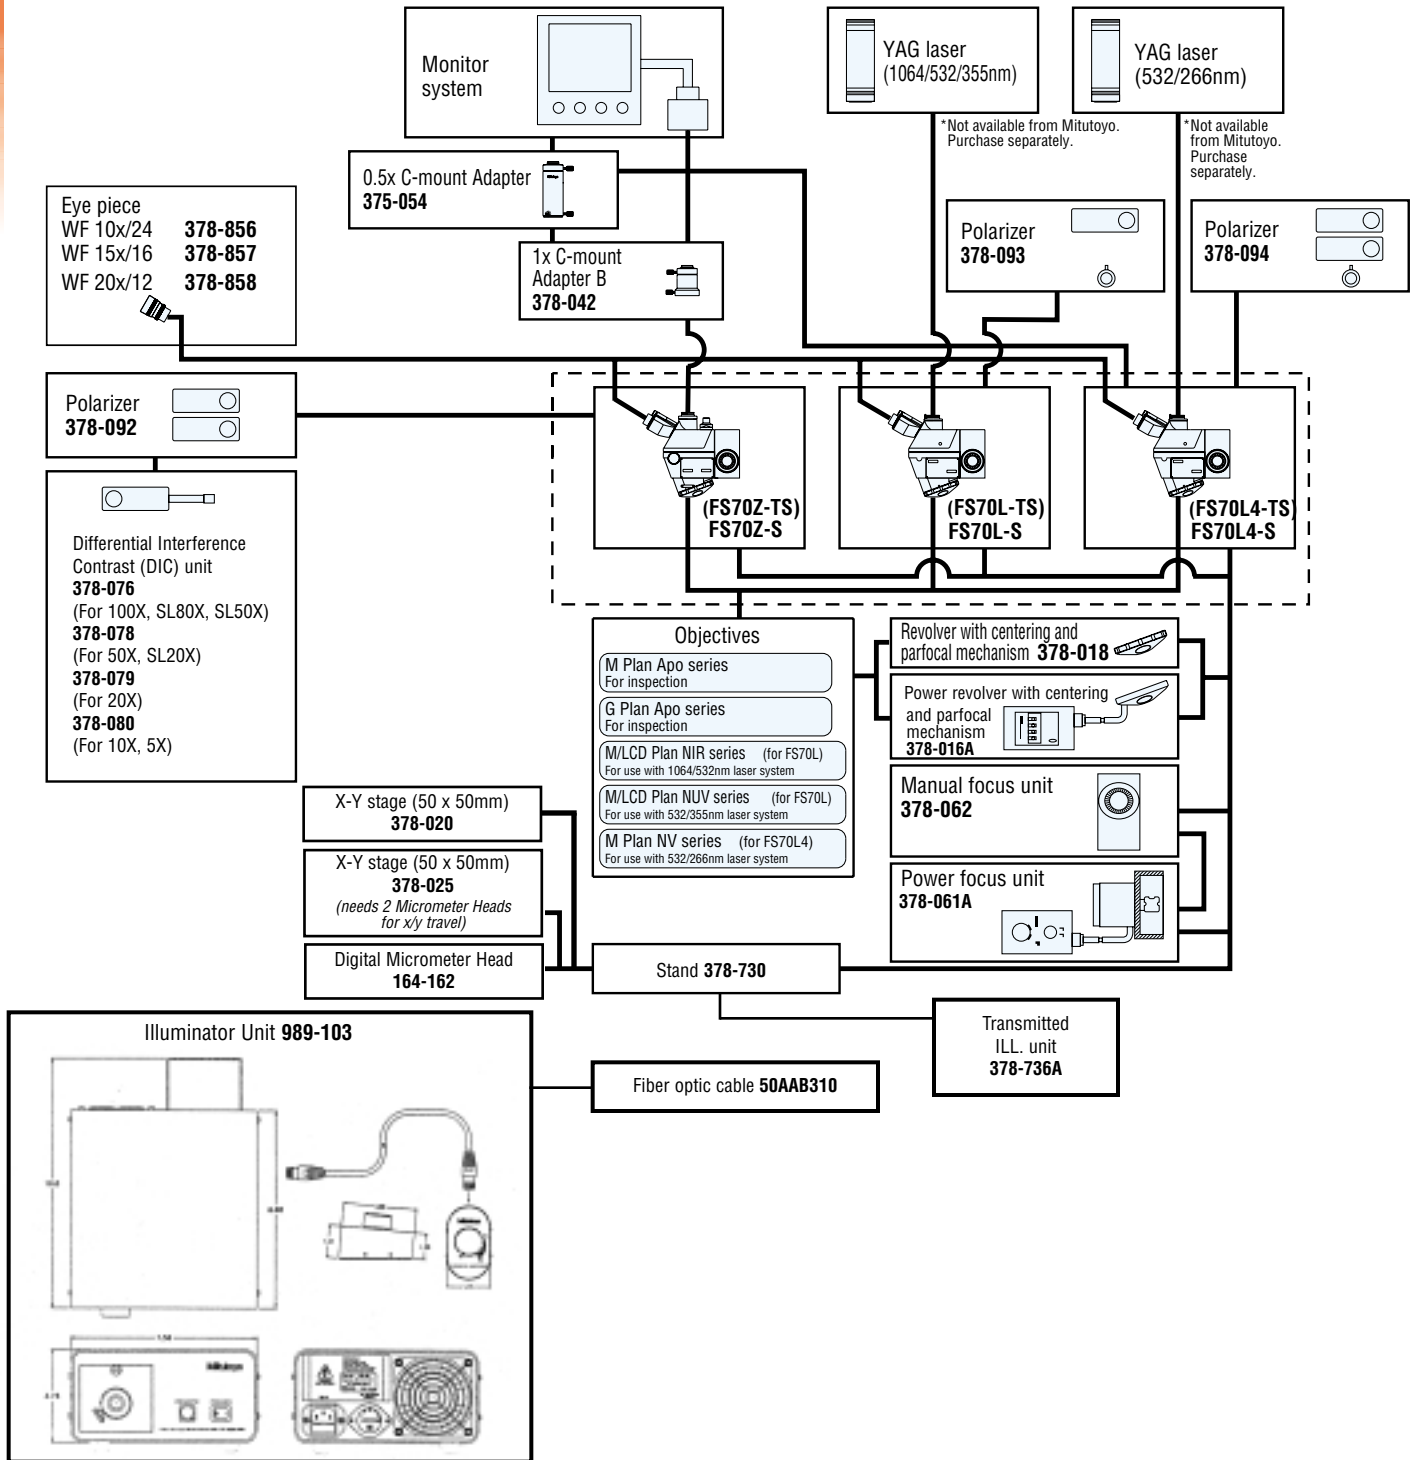 Monitor
system
YAG laser
(1064/532/355nm)
*Not available from Mitutoyo.
Purchase separately.
YAG laser
(532/266nm)
*Not available
from Mitutoyo.
Purchase
separately.
0.5x C-mount Adapter
375-054
1x C-mount
Adapter B
378-042
Eye piece
WF 10x/24 378-856
WF 15x/16 378-857
WF 20x/12 378-858
Polarizer
378-093
Polarizer
378-094
Polarizer
378-092
Differential Interference
Contrast (DIC) unit
378-076
(For 100X, SL80X, SL50X)
378-078
(For 50X, SL20X)
378-079
(For 20X)
378-080
(For 10X, 5X)
(FS70Z-TS)
FS70Z-S
(FS70L-TS)
FS70L-S
(FS70L4-TS)
FS70L4-S
Objectives
M Plan Apo series
For inspection
G Plan Apo series
For inspection
M/LCD Plan NIR series (for FS70L)
For use with 1064/532nm laser system
M/LCD Plan NUV series (for FS70L)
For use with 532/355nm laser system
M Plan NV series (for FS70L4)
For use with 532/266nm laser system
Revolver with centering and
parfocal mechanism 378-018
Power revolver with centering
and parfocal
mechanism
378-016A
Manual focus unit
378-062
Power focus unit
378-061A
X-Y stage (50 x 50mm)
378-020
X-Y stage (50 x 50mm)
378-025
(needs 2 Micrometer Heads
for x/y travel)
Digital Micrometer Head
164-162
Stand 378-730
Transmitted
ILL. unit
378-736A
Illuminator Unit 989-103
Fiber optic cable 50AAB310
Mitutoyo